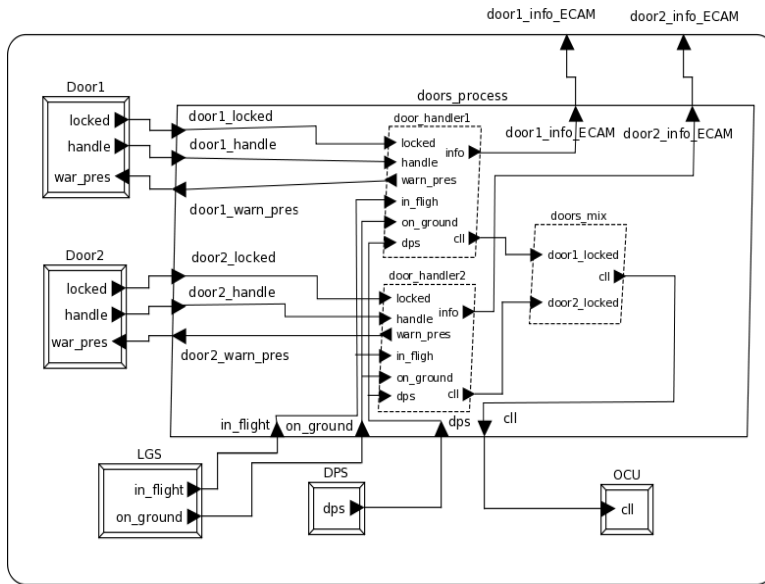 door1_info_ECAM
door2_info_ECAM
Door1
locked
handle
war_pres
doors_process
door1_locked
door1_handle
door1_warn_pres
door_handler1
locked
handle
warn_pres
in_fligh
on_ground
dps
info
cll
door1_info_ECAM
door2_info_ECAM
doors_mix
door1_locked
door2_locked
cll
Door2
locked
handle
war_pres
door2_locked
door2_handle
door2_warn_pres
door_handler2
locked
handle
warn_pres
in_fligh
on_ground
dps
info
cll
in_flight
on_ground
dps
cll
LGS
in_flight
on_ground
DPS
dps
OCU
cll